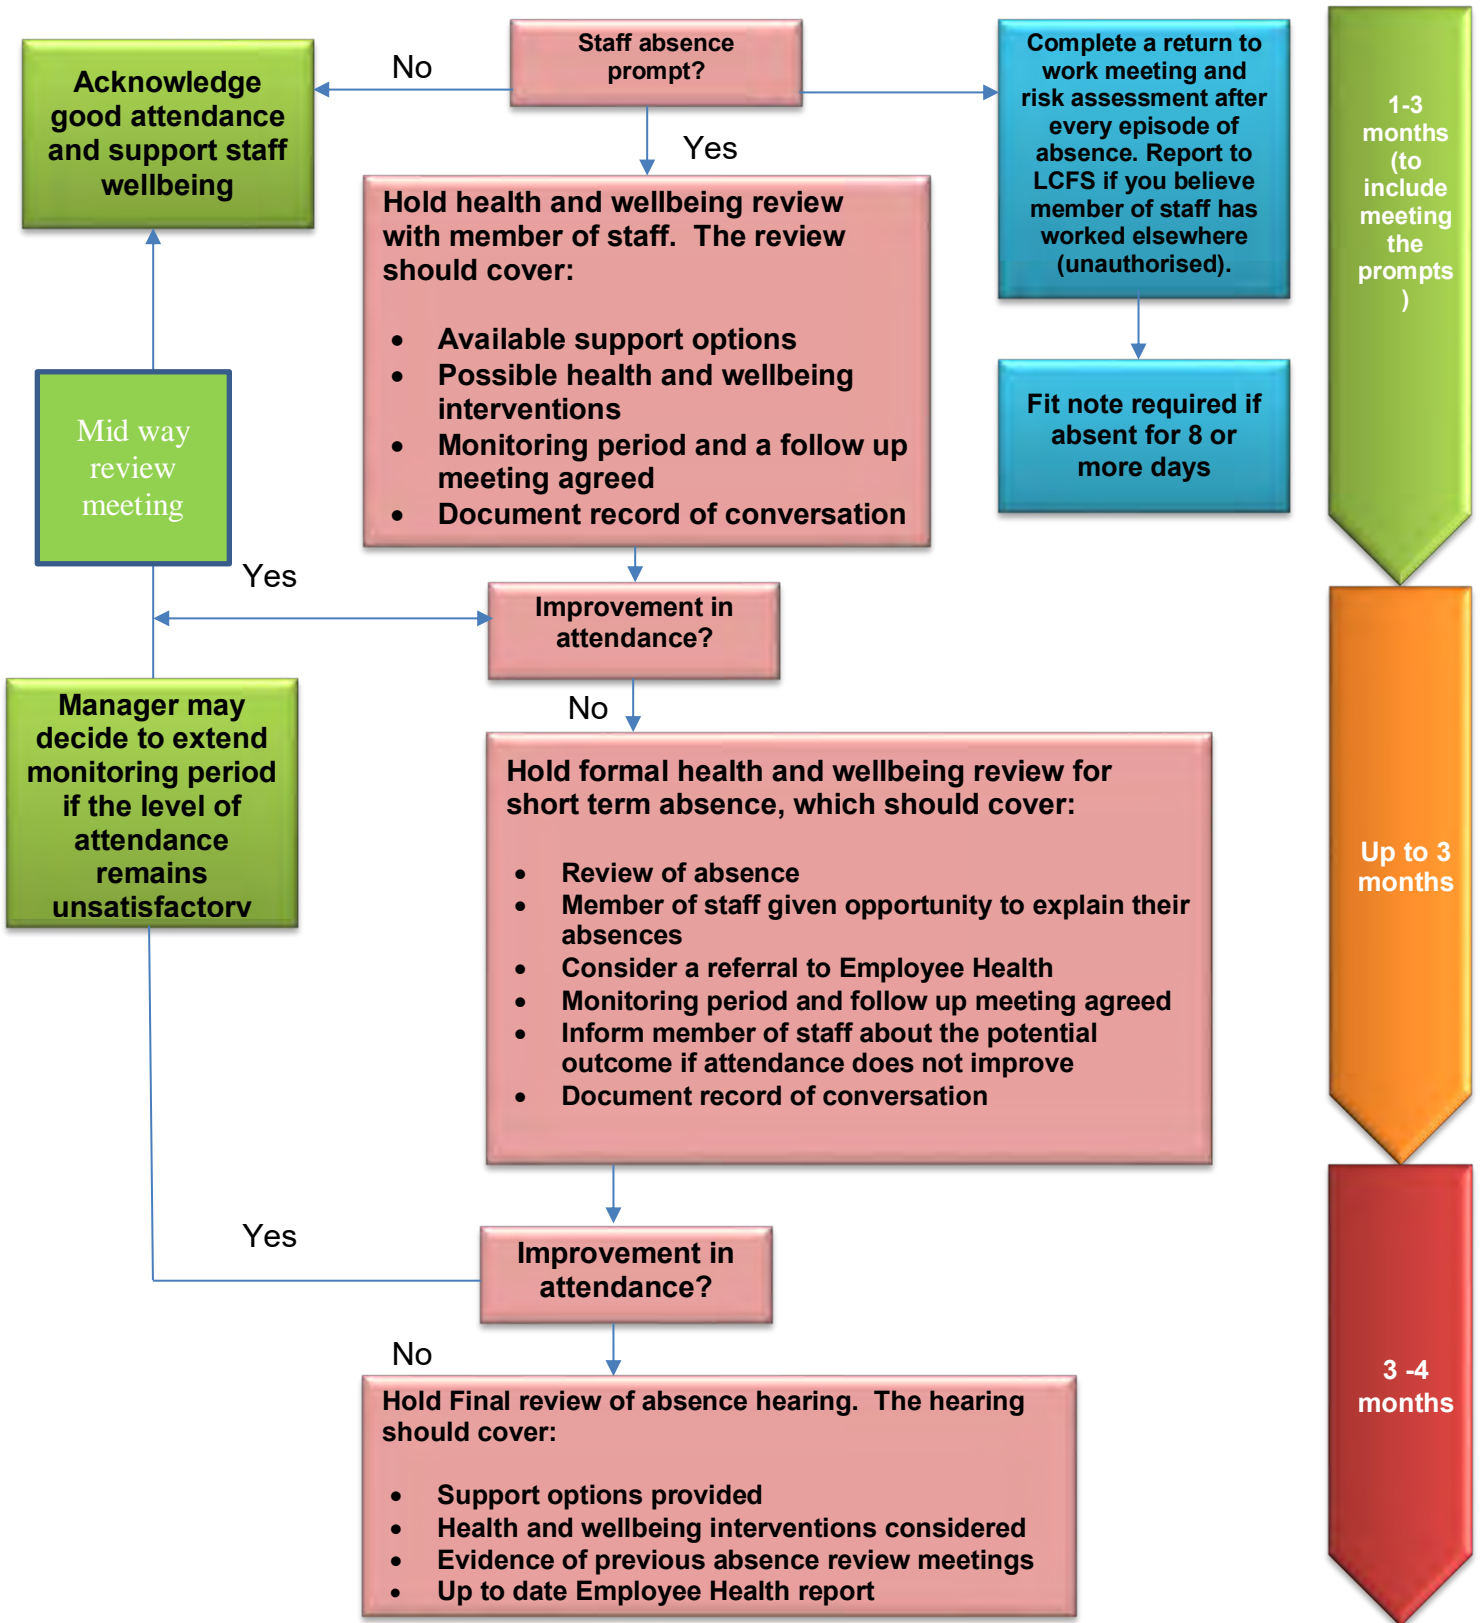 Staff absence
prompt?
No
Acknowledge
good attendance
and support staff
wellbeing
Complete a return to
work meeting and
risk assessment after
every episode of
absence. Report to
LCFS if you believe
member of staff has
worked elsewhere
(unauthorised).
1-3
months
(to
include
meeting
the
prompts
)
Yes
Hold health and wellbeing review
with member of staff.  The review
should cover:
• Available support options
• Possible health and wellbeing
interventions
• Monitoring period and a follow up
meeting agreed
• Document record of conversation
Fit note required if
absent for 8 or
more days
Mid way
review
meeting
Yes
Improvement in
attendance?
No
Manager may
decide to extend
monitoring period
if the level of
attendance
remains
unsatisfactory
Hold formal health and wellbeing review for
short term absence, which should cover:
• Review of absence
• Member of staff given opportunity to explain their
absences
• Consider a referral to Employee Health
• Monitoring period and follow up meeting agreed
• Inform member of staff about the potential
outcome if attendance does not improve
• Document record of conversation
Up to 3
months
Yes
Improvement in
attendance?
No
Hold Final review of absence hearing.  The hearing
should cover:
• Support options provided
• Health and wellbeing interventions considered
• Evidence of previous absence review meetings
• Up to date Employee Health report
3 -4
months